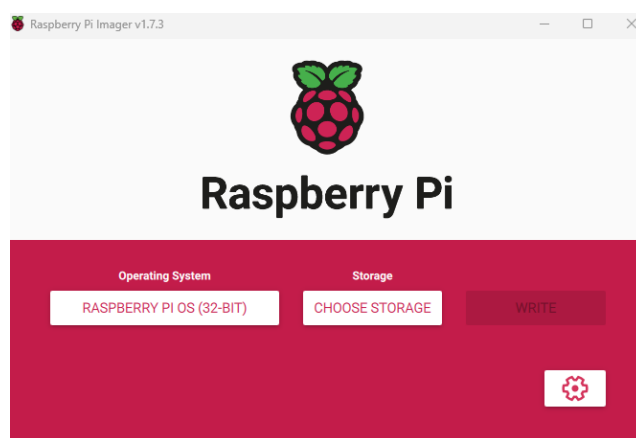 Raspberry Pi Imager v1.7.3
Raspberry Pi
Operating System Storage
RASPBERRY PI OS (32-BIT) CHOOSE STORAGE WRITE